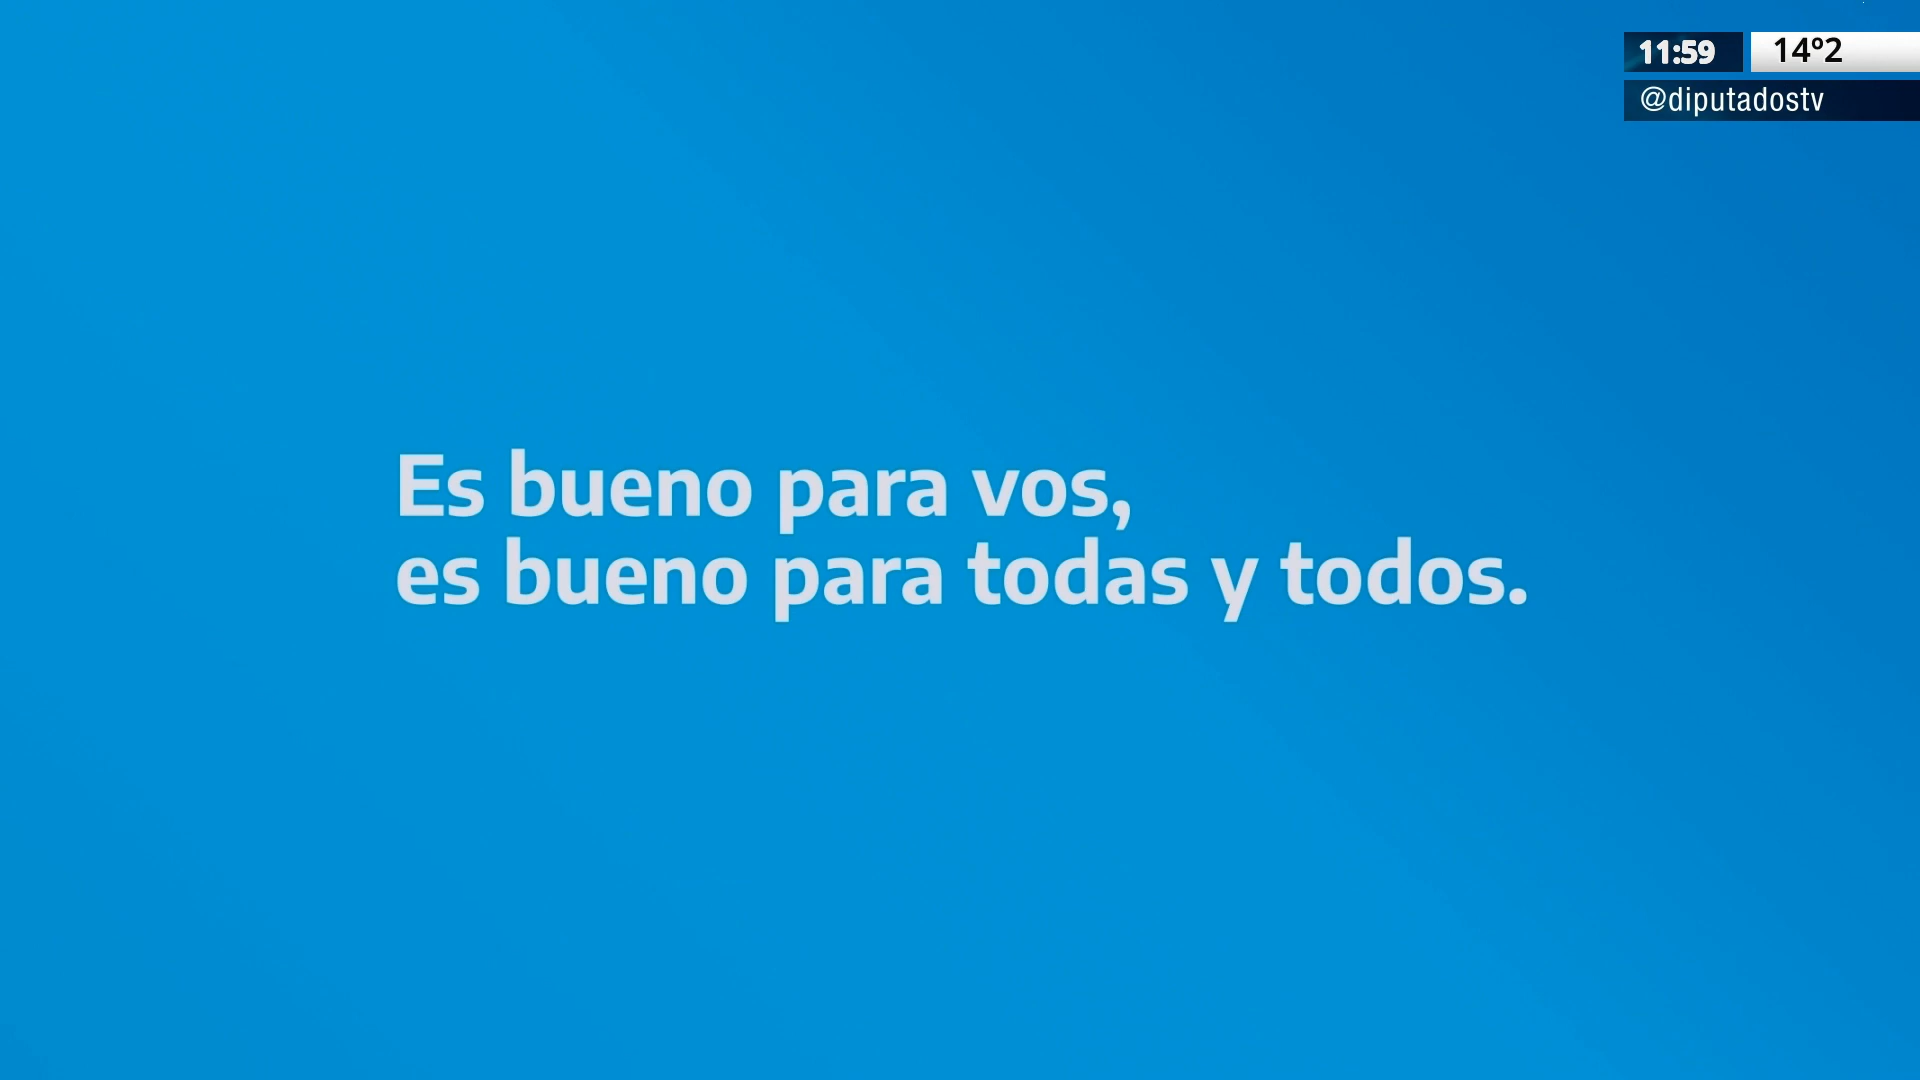 11:59 14º2
@diputadostv
Es bueno para vos,
es bueno para todas y todos.